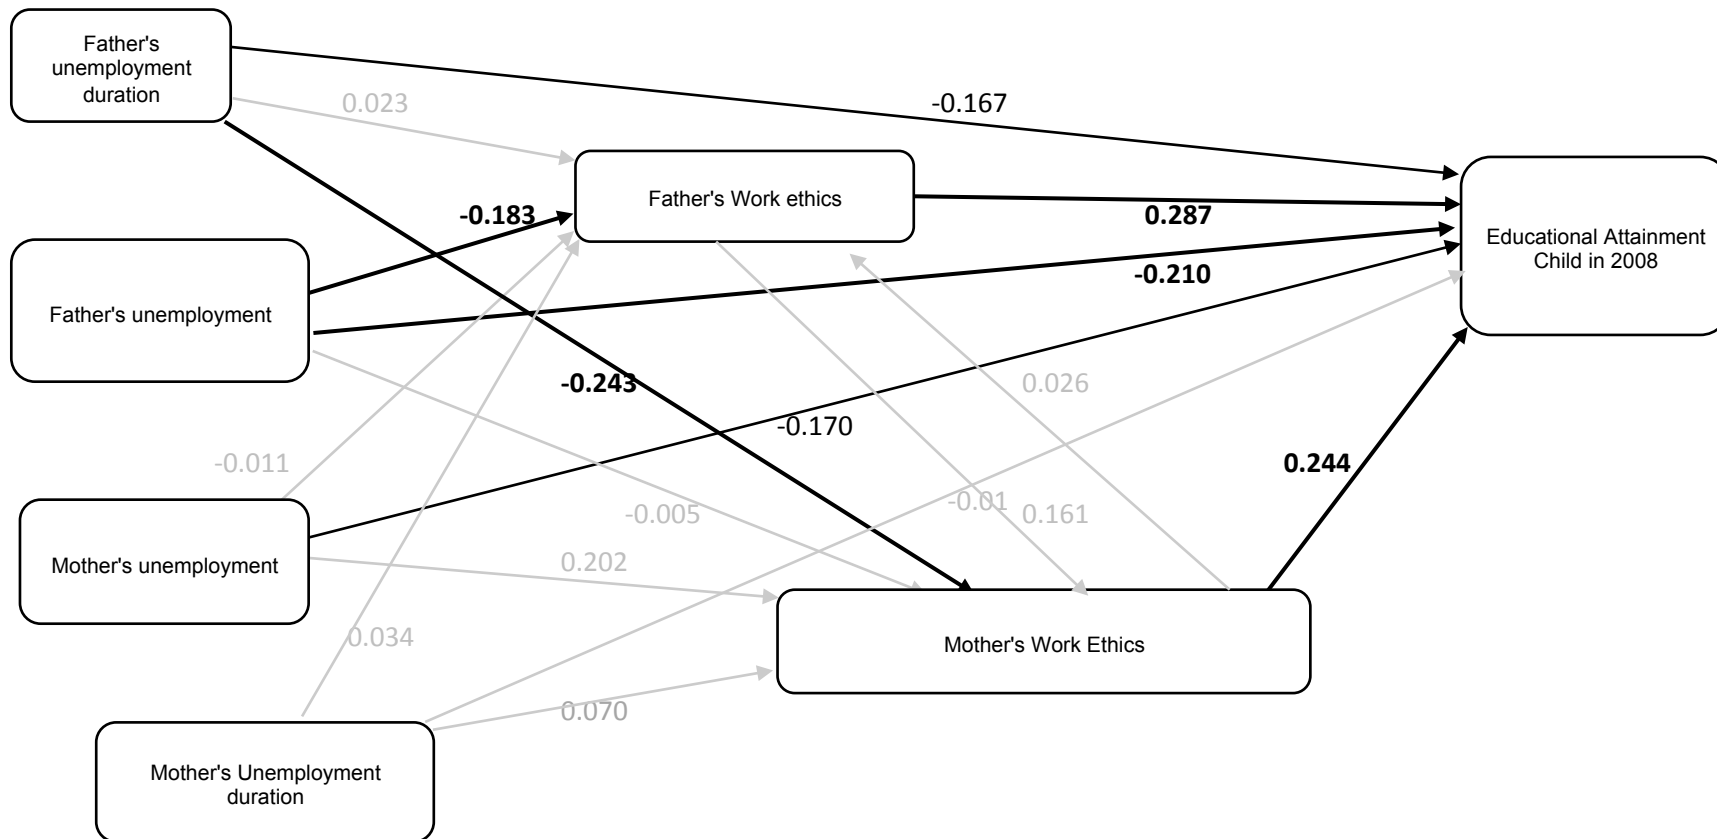 Father's
unemployment
duration
0.023
-0.167
Father's Work ethics
-0.183
0.287
Educational Attainment
Child in 2008
-0.210
Father's unemployment
-0.243
0.026
-0.170
-0.011
0.244
-0.005
-0.01
0.161
Mother's unemployment
0.202
0.034
Mother's Work Ethics
0.070
Mother's Unemployment
duration